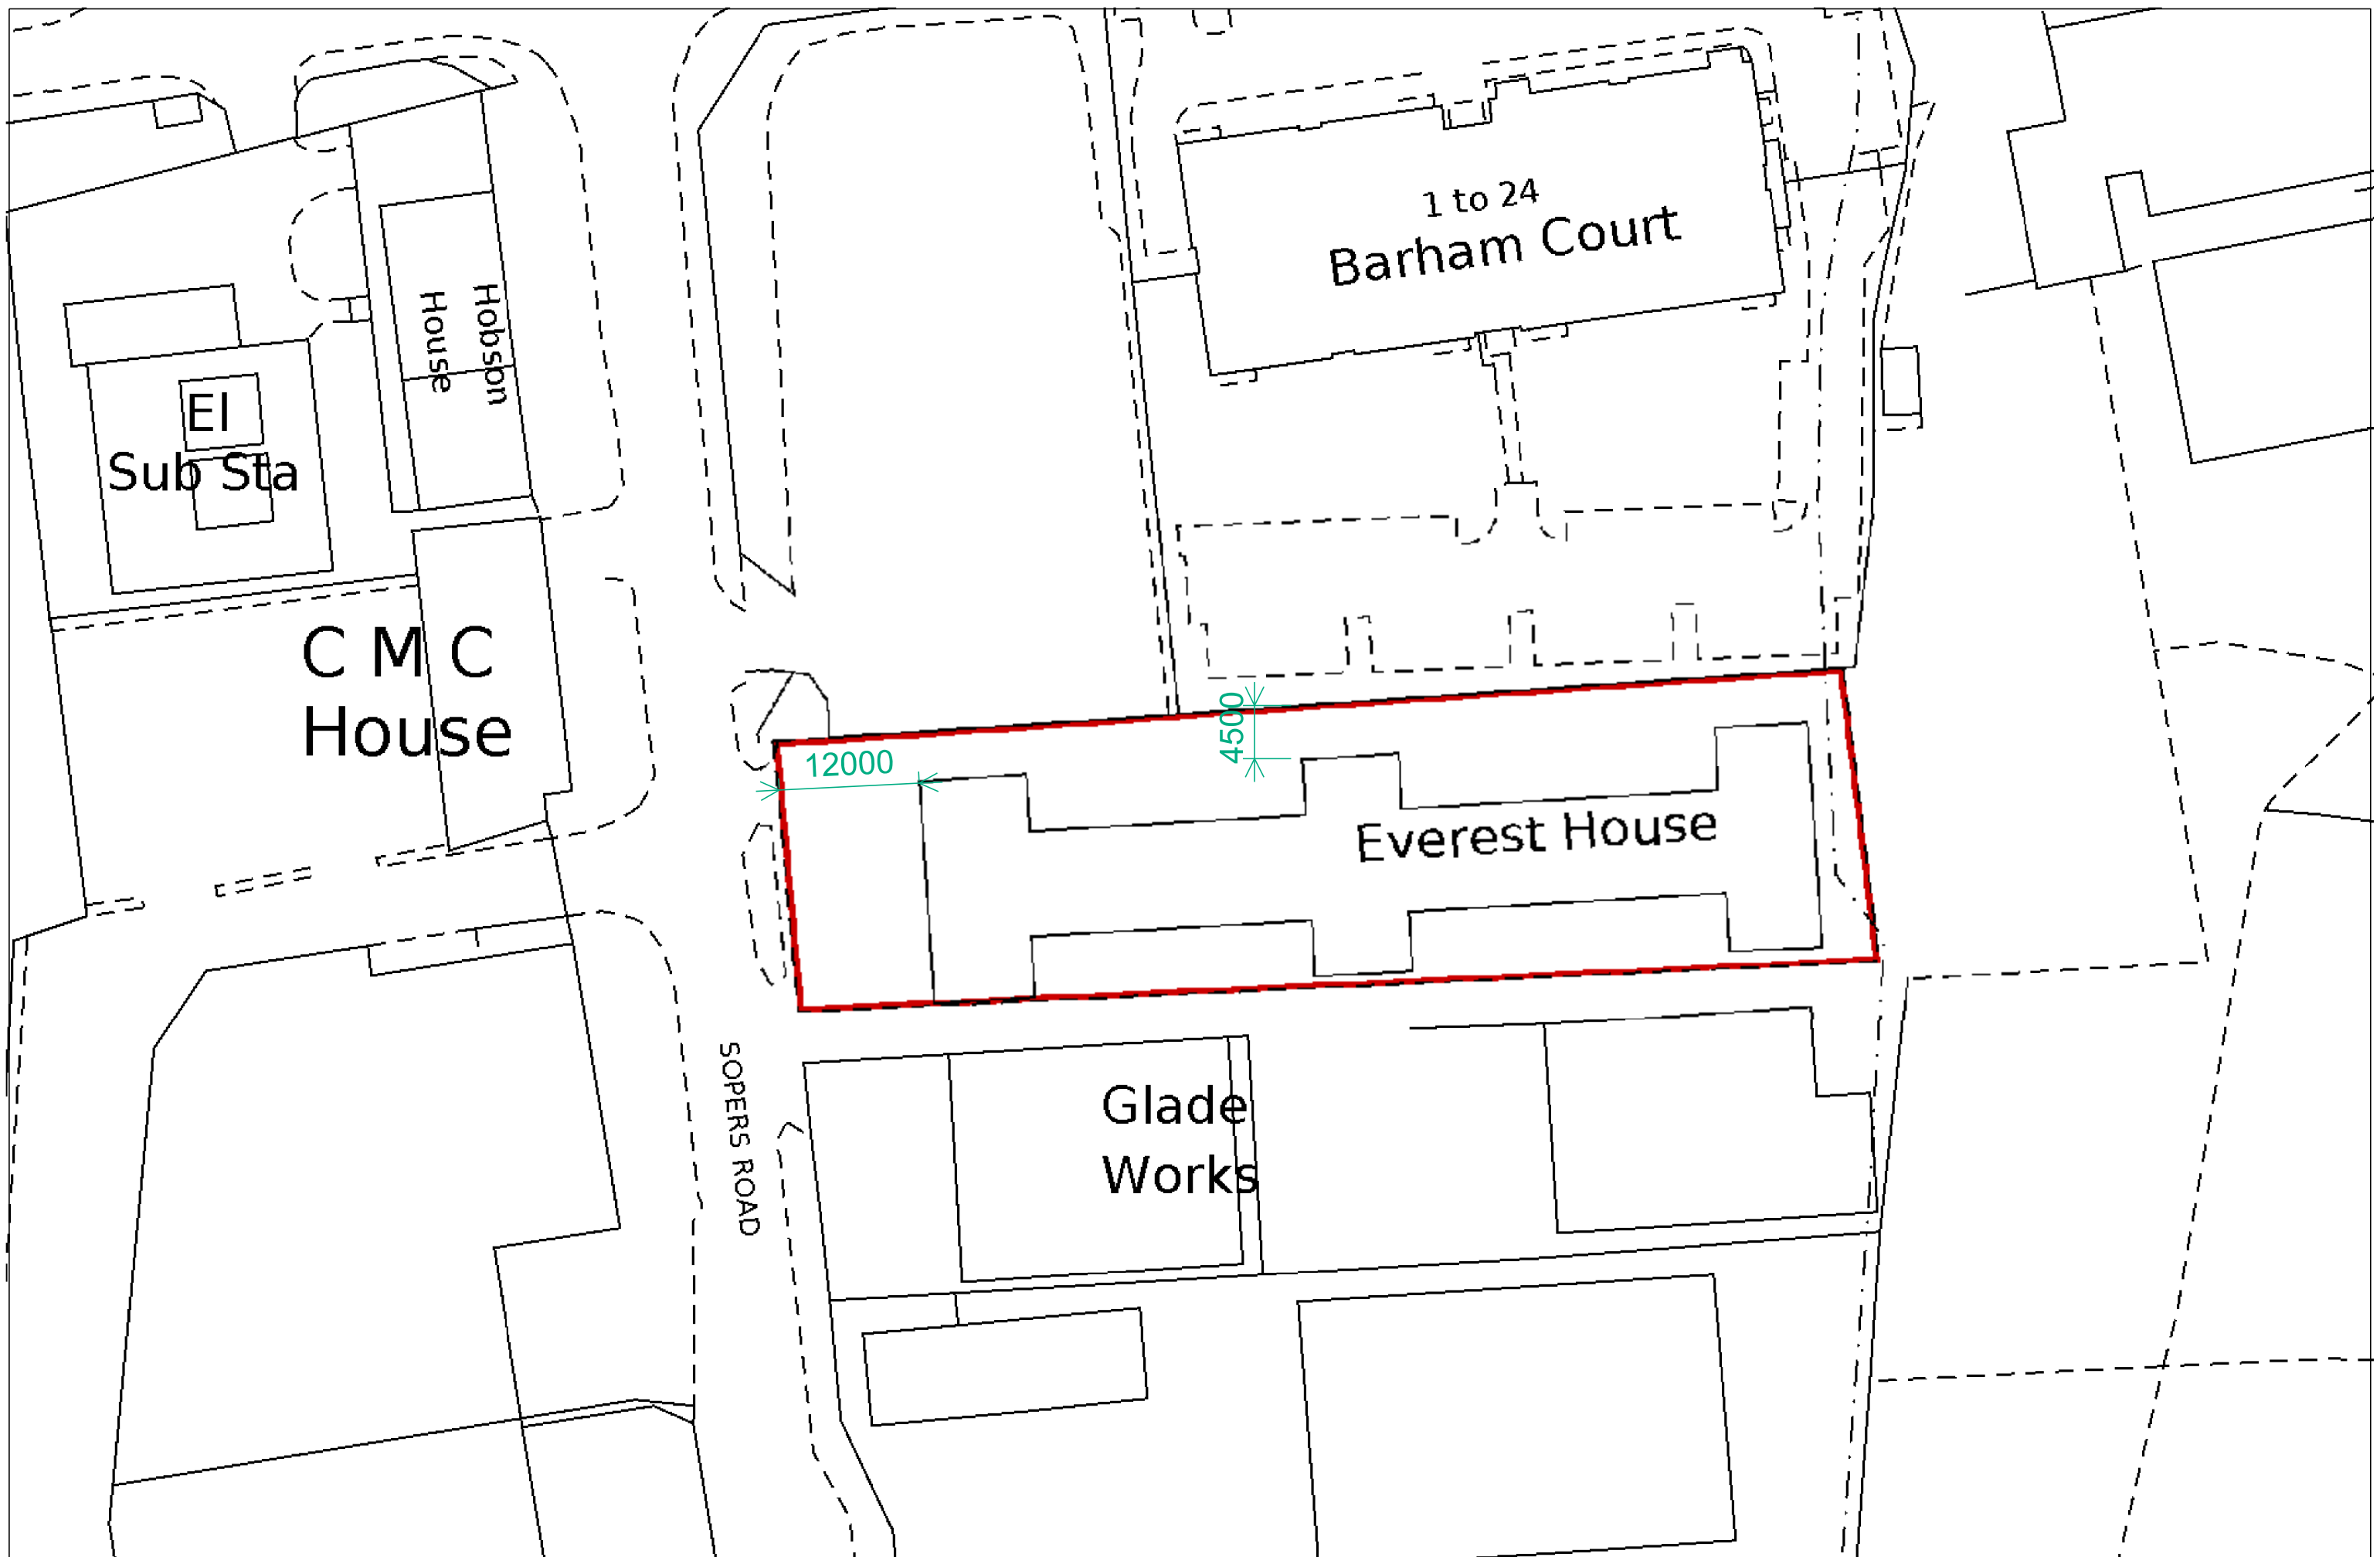 1 to 24
Barham Court
Hobson
House
El
Sub Sta
C M C
House
4500
12000
Everest House
SOPERS ROAD
Glade
Works